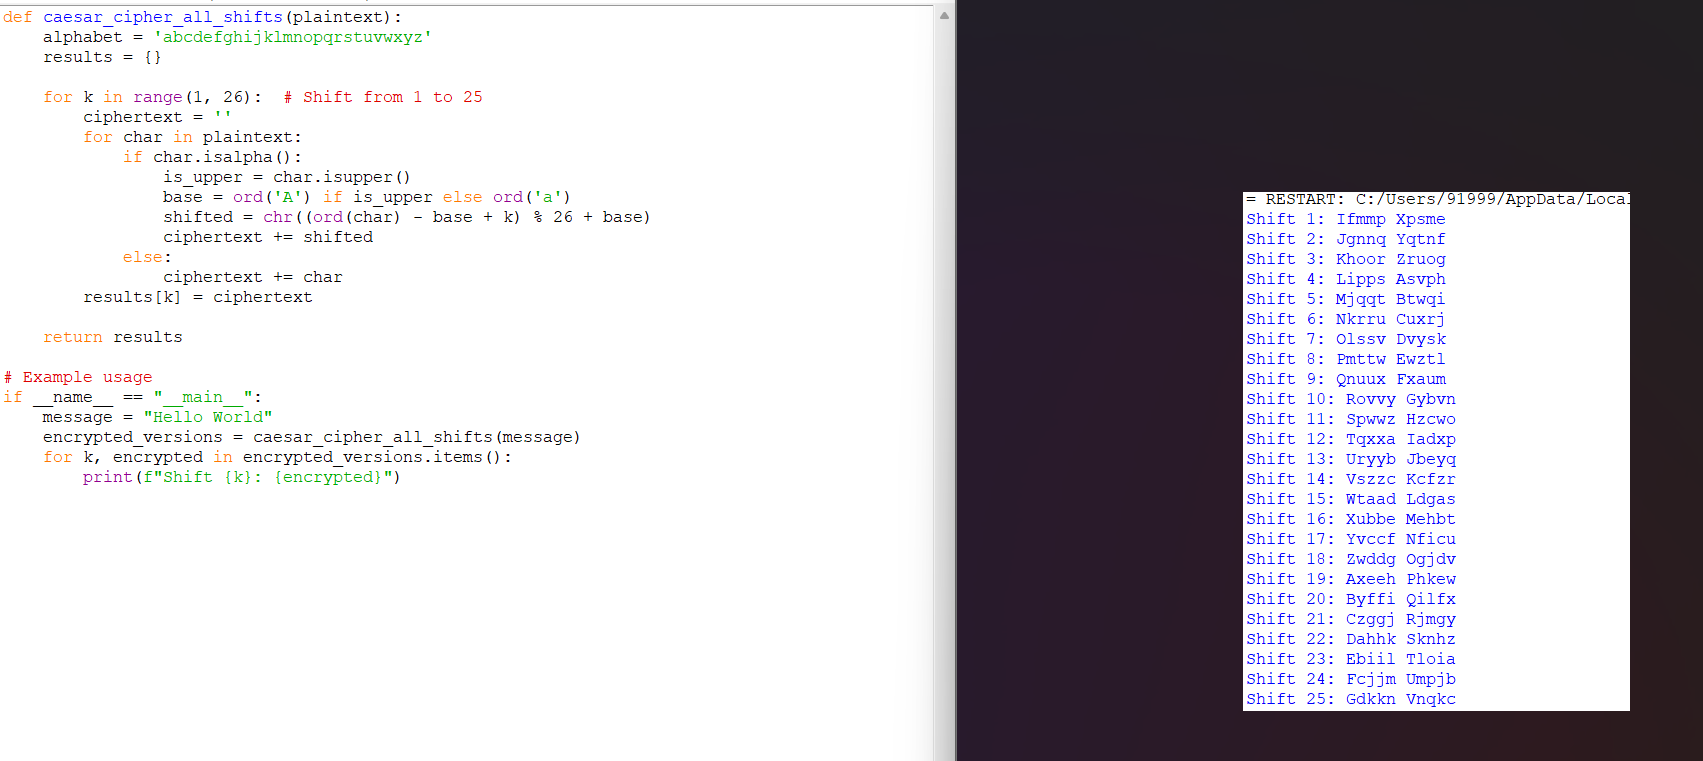 def caesar_cipher_all_shifts(plaintext):
    alphabet = 'abcdefghijklmnopqrstuvwxyz'
    results = {}

    for k in range(1, 26):  # Shift from 1 to 25
        ciphertext = ''
        for char in plaintext:
            if char.isalpha():
                is_upper = char.isupper()
                base = ord('A') if is_upper else ord('a')
                shifted = chr((ord(char) - base + k) % 26 + base)
                ciphertext += shifted
            else:
                ciphertext += char
        results[k] = ciphertext

    return results

# Example usage
if __name__ == "__main__":
    message = "Hello World"
    encrypted_versions = caesar_cipher_all_shifts(message)
    for k, encrypted in encrypted_versions.items():
        print(f"Shift {k}: {encrypted}")
= RESTART: C:/Users/91999/AppData/Local
Shift 1: Ifmmp Xpsme
Shift 2: Jgnnq Yqtnf
Shift 3: Khoor Zruog
Shift 4: Lipps Asvph
Shift 5: Mjqqt Btwqi
Shift 6: Nkrru Cuxrj
Shift 7: Olssv Dvysk
Shift 8: Pmttw Ewztl
Shift 9: Qnuux Fxaum
Shift 10: Rovvy Gybvn
Shift 11: Spwwz Hzcwo
Shift 12: Tqxxa Iadxp
Shift 13: Uryyb Jbeyq
Shift 14: Vszzc Kcfzr
Shift 15: Wtaad Ldgas
Shift 16: Xubbe Mehbt
Shift 17: Yvccf Nficu
Shift 18: Zwddg Ogjdv
Shift 19: Axeeh Phkew
Shift 20: Byffi Qilfx
Shift 21: Czggj Rjmgy
Shift 22: Dahhk Sknhz
Shift 23: Ebiil Tloia
Shift 24: Fcjjm Umpjb
Shift 25: Gdkkn Vnqkc